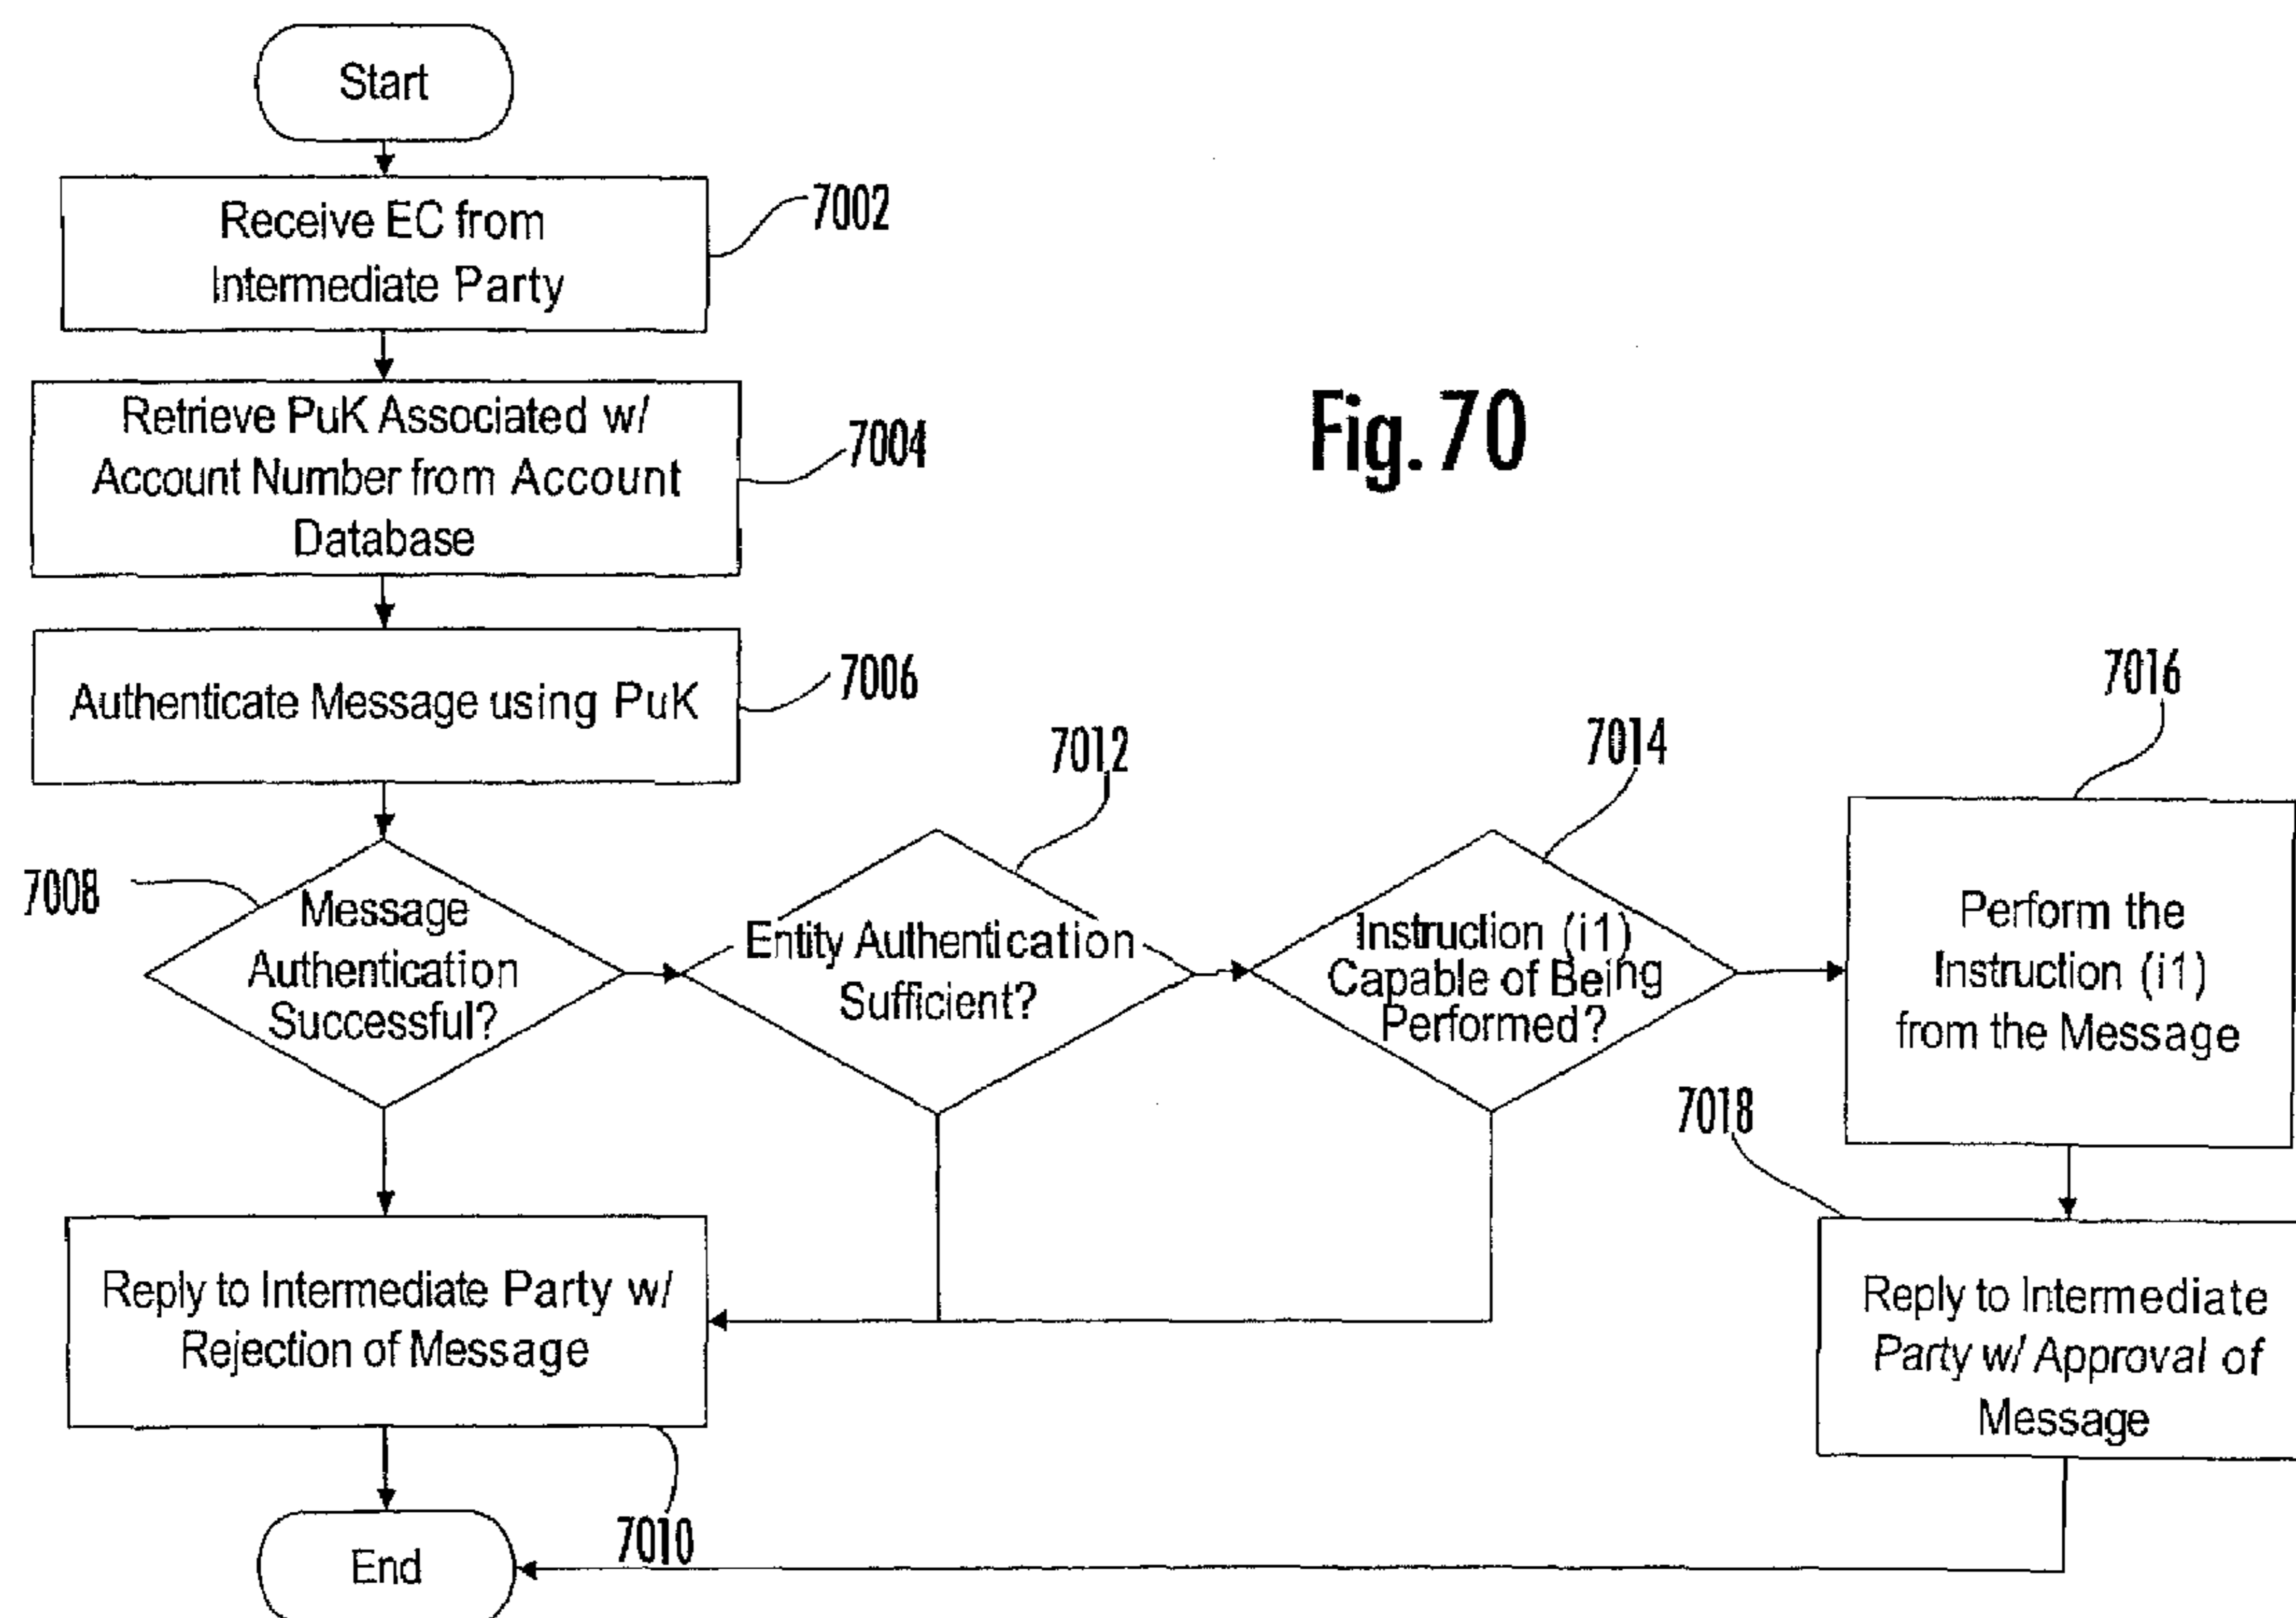 Start
Receive EC from
Intermediate Party
7002
Retrieve PuK Associated w/
Account Number from Account
Database
7004
Fig. 70
Authenticate Message using PuK
7006
7008
Message
Authentication
Successful?
7012
Entity Authentication
Sufficient?
7014
Instruction (i1)
Capable of Being
Performed?
7016
Perform the
Instruction (i1)
from the Message
7018
Reply to Intermediate Party w/
Rejection of Message
7010
Reply to Intermediate
Party w/ Approval of
Message
End